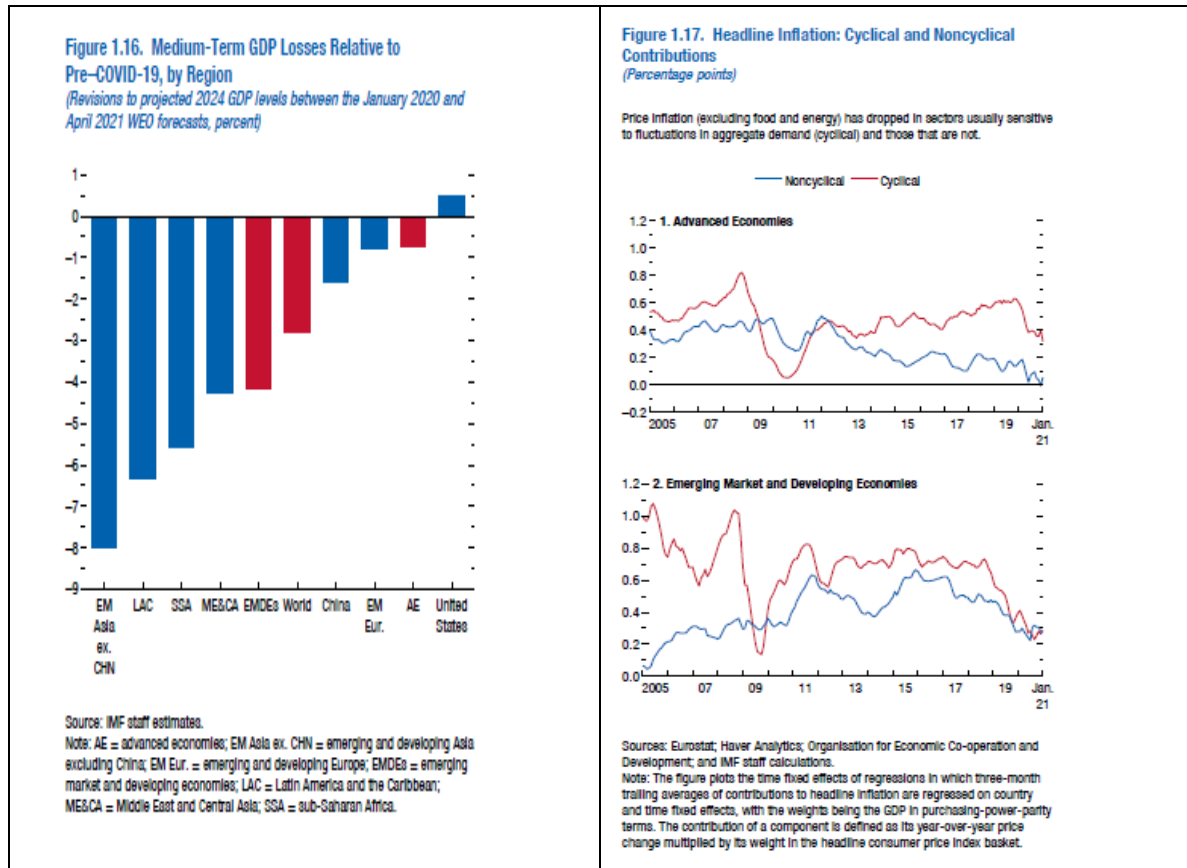 Figure 1.16. Medium-Term GDP Losses Relative to
Pre–COVID-19, by Region
(Revisions to projected 2024 GDP levels between the January 2020 and
April 2021 WEO forecasts, percent)
1
0
–1
–2
–3
–4
–5
–6
–7
–8
–9
EM
Asia
ex.
CHN
LAC
SSA
ME&CA
EMDEs
World
China
EM
Eur.
AE
United
States
Source: IMF staff estimates.
Note: AE = advanced economies; EM Asia ex. CHN = emerging and developing Asia
excluding China; EM Eur. = emerging and developing Europe; EMDEs = emerging
market and developing economies; LAC = Latin America and the Caribbean;
ME&CA = Middle East and Central Asia; SSA = sub-Saharan Africa.
Figure 1.17. Headline Inflation: Cyclical and Noncyclical
Contributions
(Percentage points)
Price inflation (excluding food and energy) has dropped in sectors usually sensitive
to fluctuations in aggregate demand (cyclical) and those that are not.
Noncyclical
Cyclical
1. Advanced Economies
1.2
1.0
0.8
0.6
0.4
0.2
0.0
–0.2
2005 07 09 11 13 15 17 19 Jan.
21
2. Emerging Market and Developing Economies
1.2
1.0
0.8
0.6
0.4
0.2
0.0
2005 07 09 11 13 15 17 19 Jan.
21
Sources: Eurostat; Haver Analytics; Organisation for Economic Co-operation and
Development; and IMF staff calculations.
Note: The figure plots the time fixed effects of regressions in which three-month
trailing averages of contributions to headline inflation are regressed on country
and time fixed effects, with the weights being the GDP in purchasing-power-parity
terms. The contribution of a component is defined as its year-over-year price
change multiplied by its weight in the headline consumer price index basket.